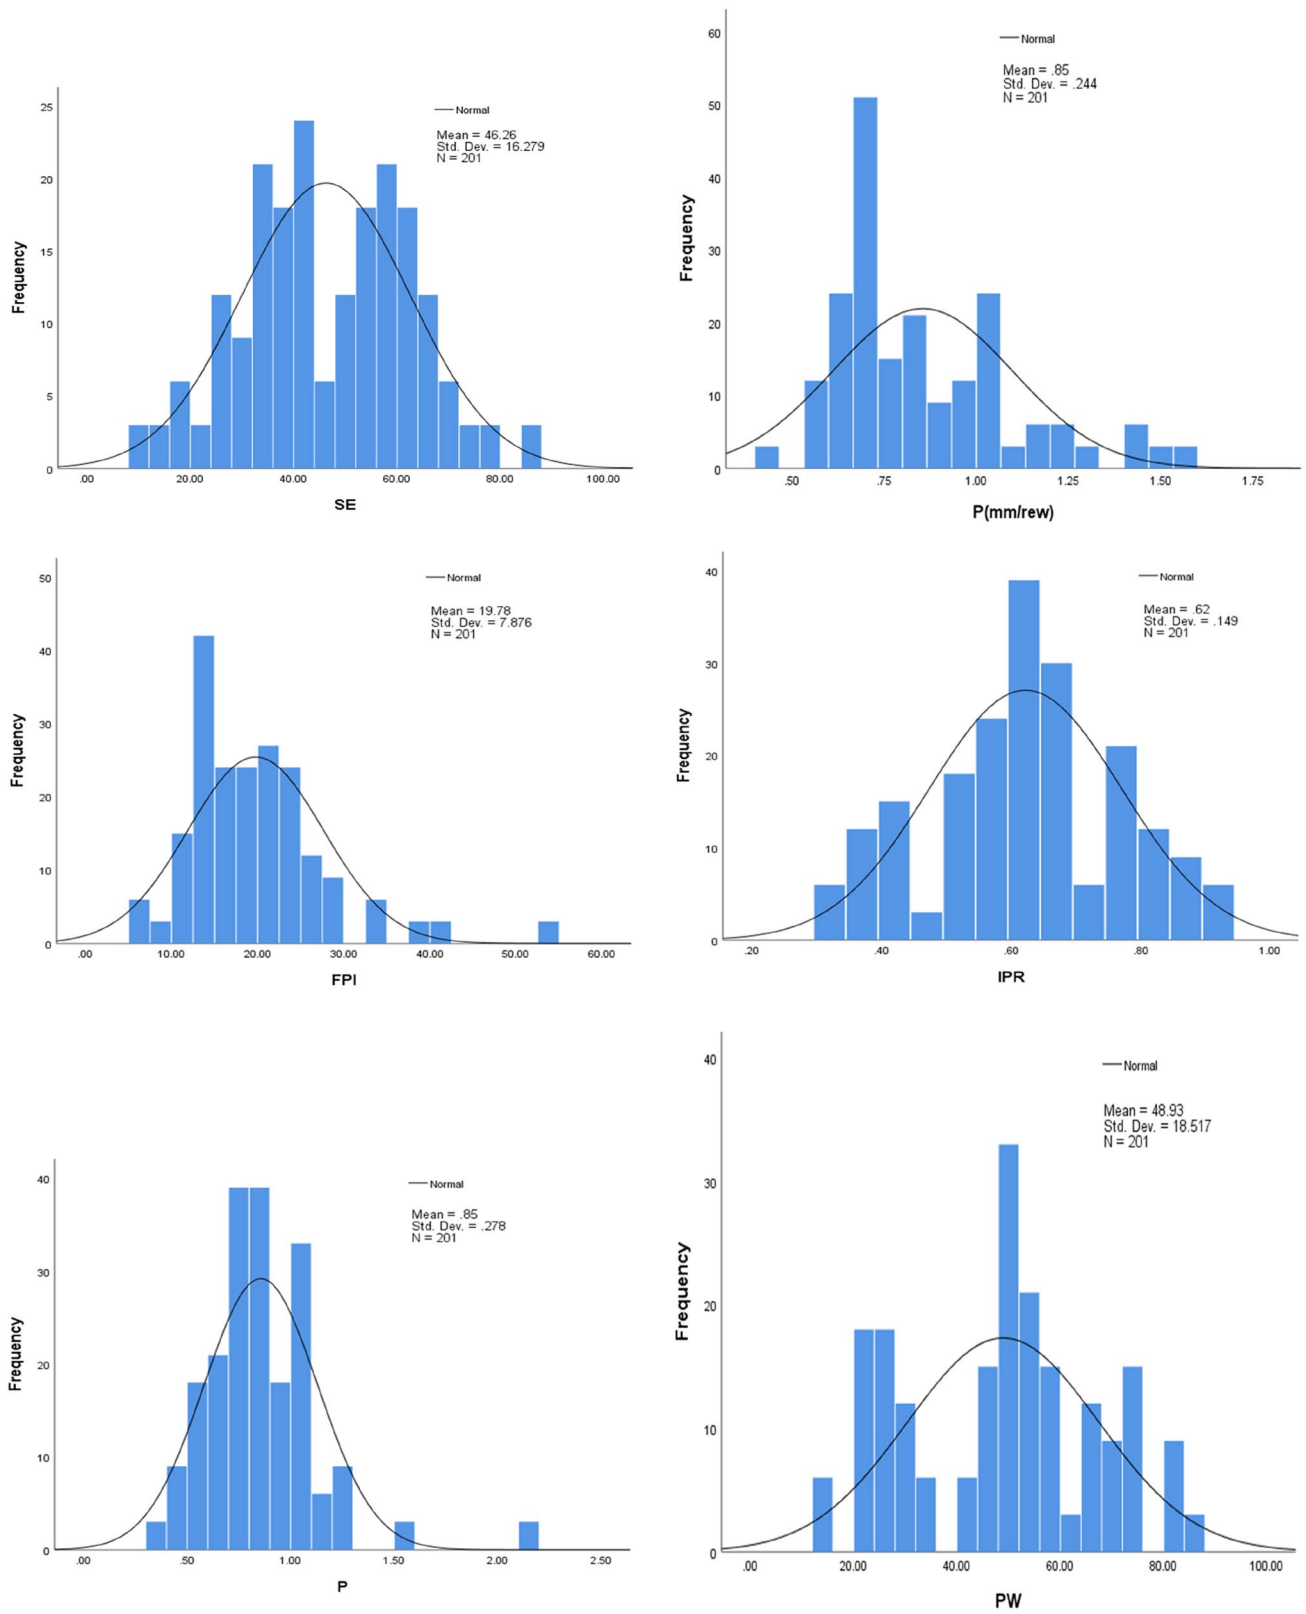 Normal
Mean = 46.26
Std. Dev. = 16.279
N = 201
25
20
15
10
5
0
Frequency
.00 20.00 40.00 60.00 80.00 100.00
SE
Normal
Mean = .85
Std. Dev. = .244
N = 201
60
50
40
30
20
10
0
Frequency
.50 .75 1.00 1.25 1.50 1.75
P(mm/rew)
Normal
Mean = 19.78
Std. Dev. = 7.876
N = 201
50
40
30
20
10
0
Frequency
.00 10.00 20.00 30.00 40.00 50.00 60.00
FPI
Normal
Mean = .62
Std. Dev. = .149
N = 201
40
30
20
10
0
Frequency
.20 .40 .60 .80 1.00
IPR
Normal
Mean = .85
Std. Dev. = .278
N = 201
40
30
20
10
0
Frequency
.00 .50 1.00 1.50 2.00 2.50
P
Normal
Mean = 48.93
Std. Dev. = 18.517
N = 201
40
30
20
10
0
Frequency
.00 20.00 40.00 60.00 80.00 100.00
PW